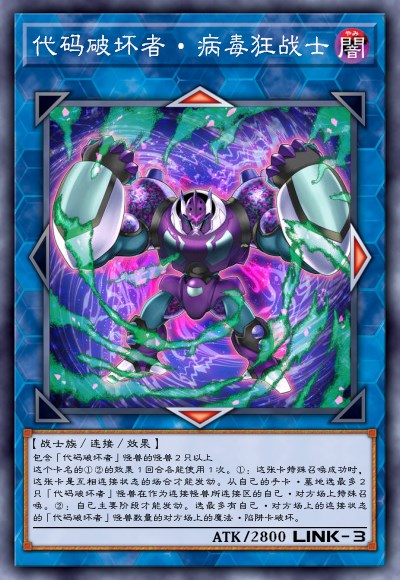 代码破坏者・病毒狂战士
やみ
闇
【战士族／连接／效果】
包含「代码破坏者」怪兽的怪兽2只以上
这个卡名的①②的效果1回合各能使用1次。①：这张卡特殊召唤成功时，
这张卡是互相连接状态的场合才能发动。从自己的手卡・墓地选最多2
只「代码破坏者」怪兽在作为连接怪兽所连接区的自己・对方场上特殊召
唤。②：自己主要阶段才能发动。选最多有自己・对方场上的连接状态
的「代码破坏者」怪兽数量的对方场上的魔法・陷阱卡破坏。
ATK/2800 LINK-3